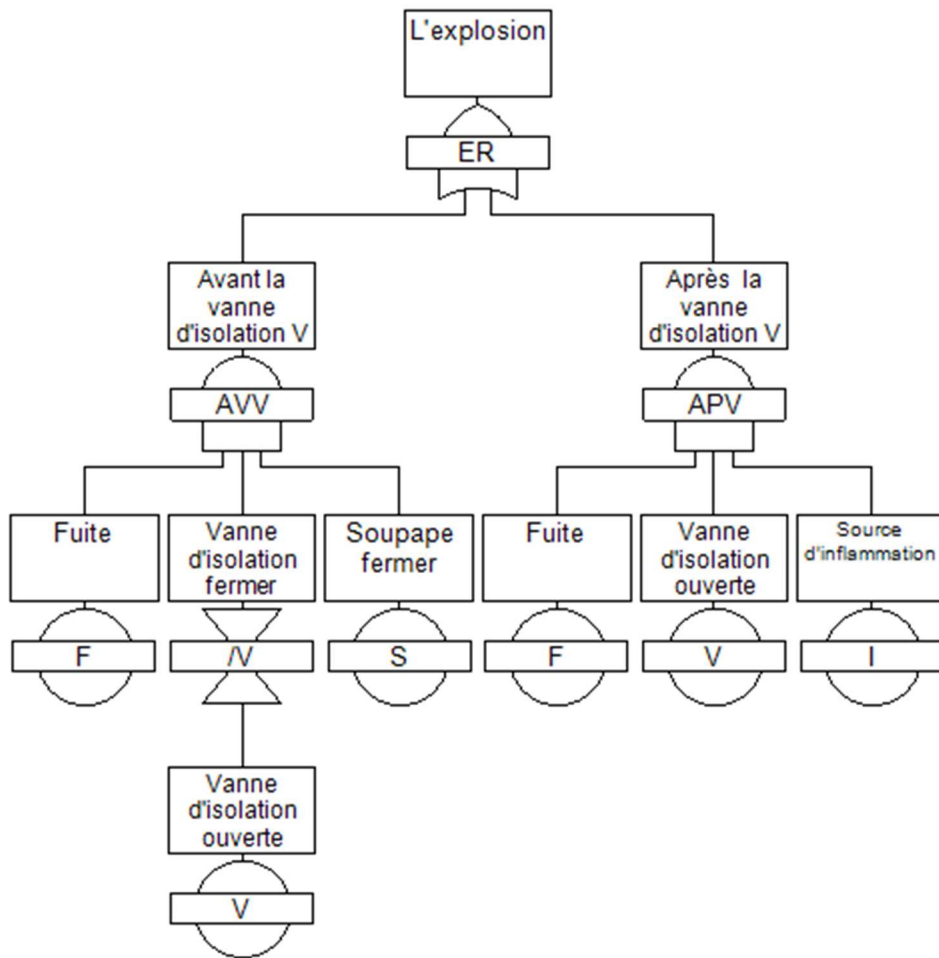 L'explosion
ER
Avant la
vanne
d'isolation V
Après la
vanne
d'isolation V
AVV
APV
Fuite
Vanne
d'isolation
fermer
Soupape
fermer
Fuite
Vanne
d'isolation
ouverte
Source
d'inflammation
F
/V
S
F
V
I
Vanne
d'isolation
ouverte
V